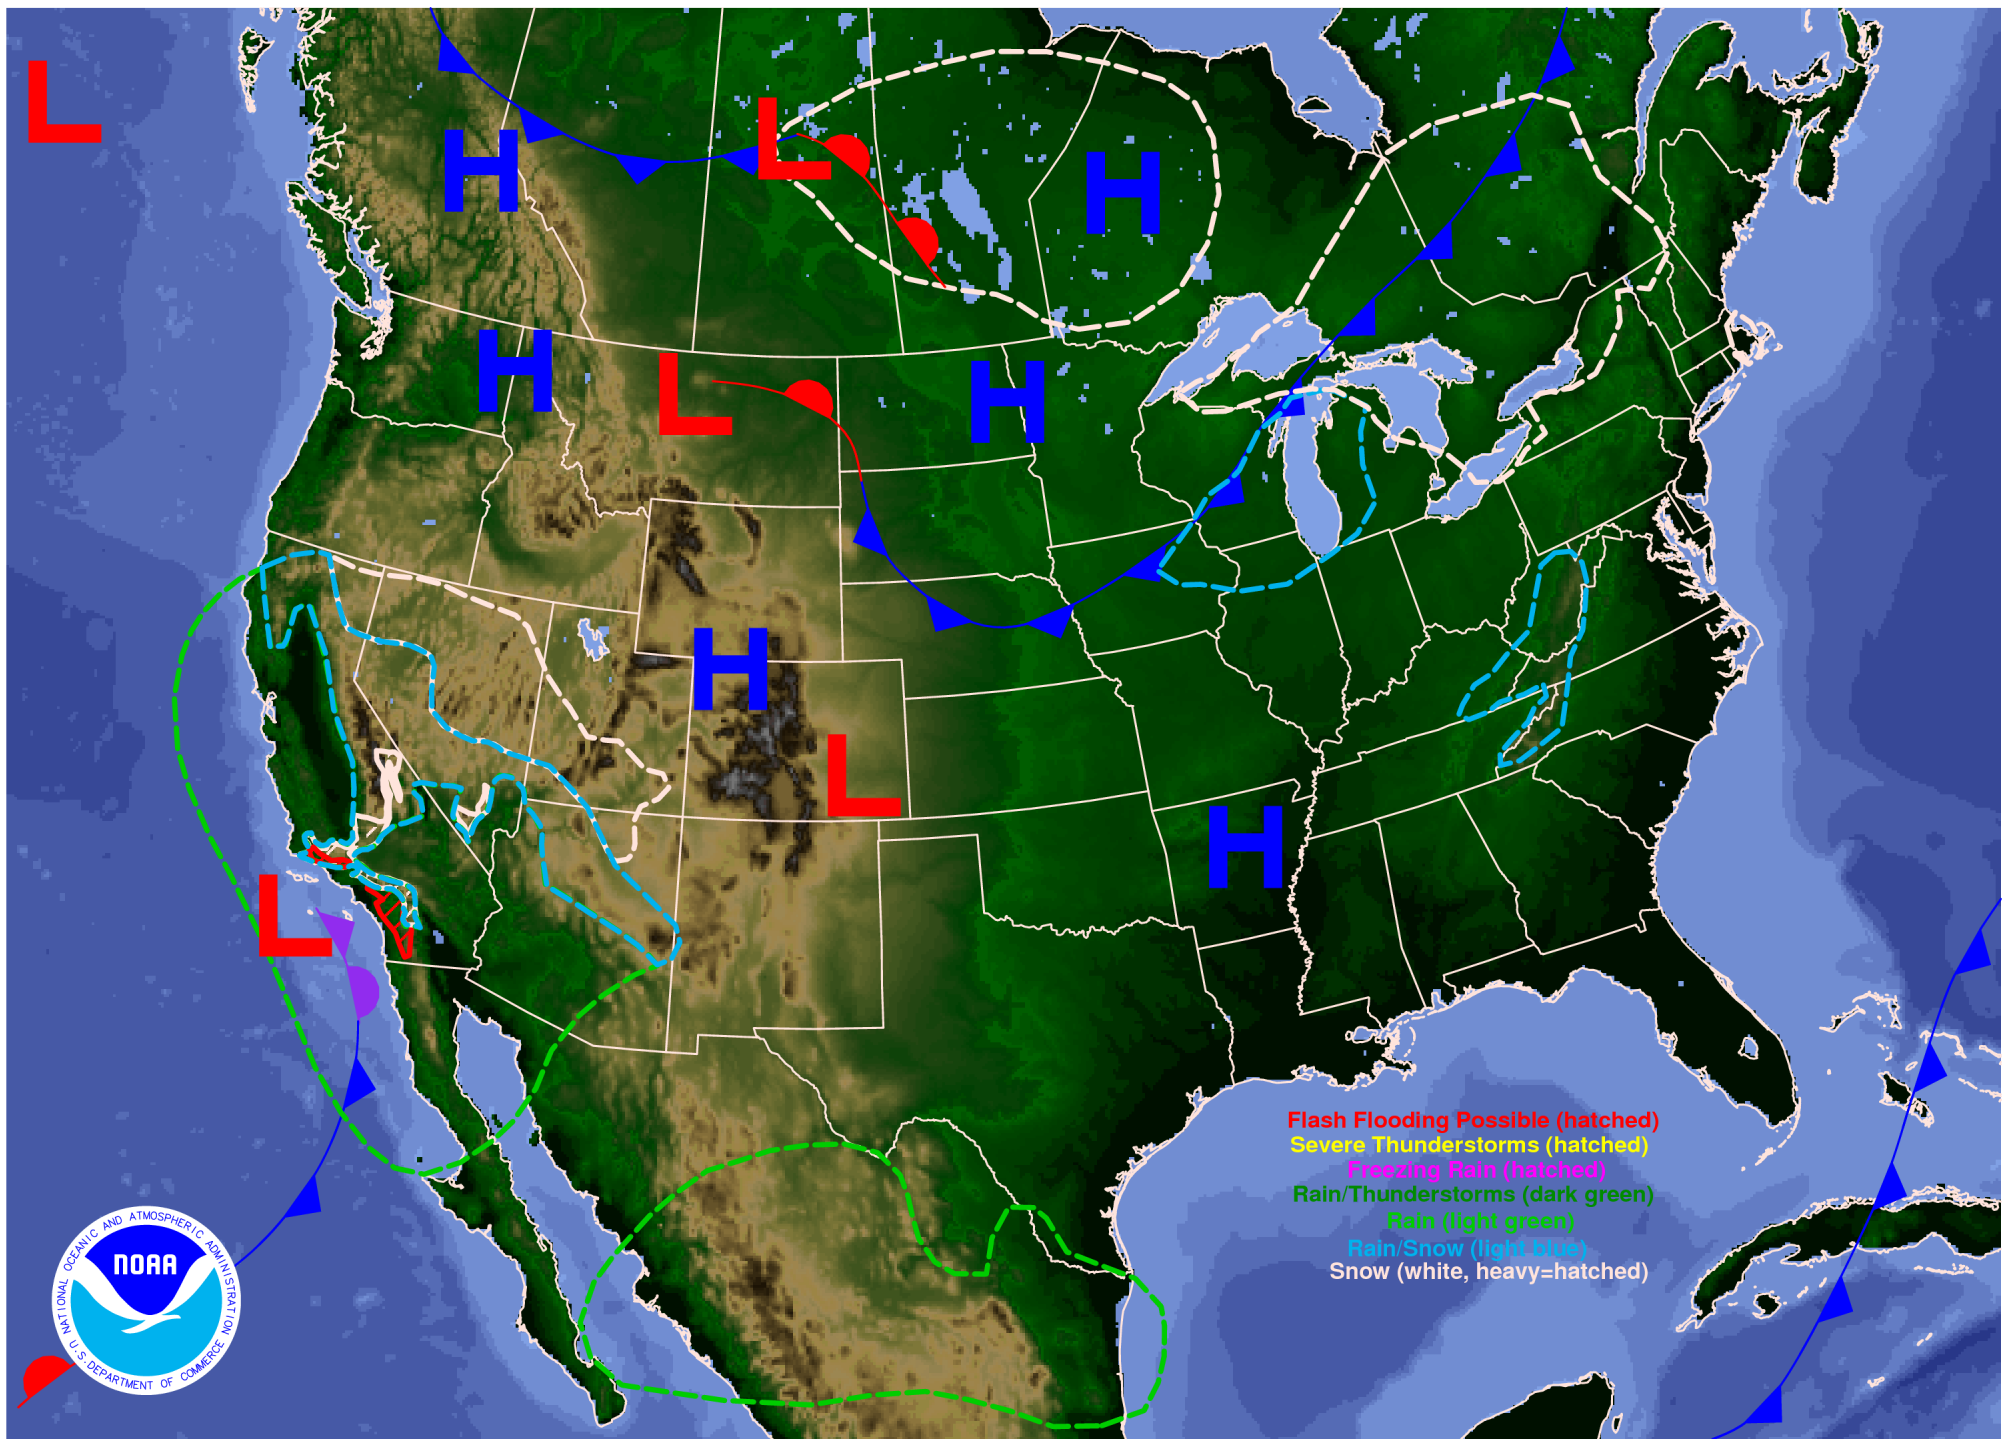 L
L
H
H
H
L
H
H
H
L
H
L
Flash Flooding Possible (hatched)
Severe Thunderstorms (hatched)
Freezing Rain (hatched)
Rain/Thunderstorms (dark green)
Rain (light green)
Rain/Snow (light blue)
Snow (white, heavy=hatched)
NATIONAL OCEANIC AND ATMOSPHERIC ADMINISTRATION
NOAA
U.S. DEPARTMENT OF COMMERCE